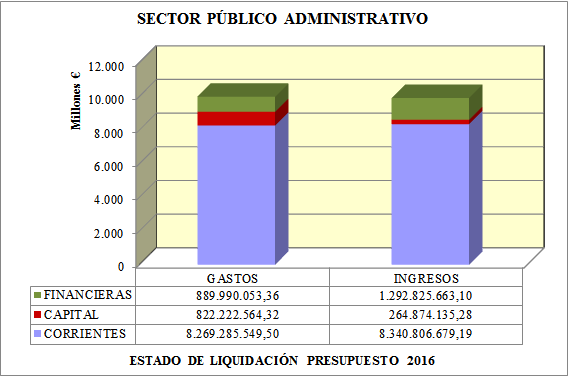 SECTOR PÚBLICO ADMINISTRATIVO
Millones €
12.000
10.000
8.000
6.000
4.000
2.000
0
GASTOS INGRESOS
FINANCIERAS 889.990.053,36 1.292.825.663,10
CAPITAL 822.222.564,32 264.874.135,28
CORRIENTES 8.269.285.549,50 8.340.806.679,19
ESTADO DE LIQUIDACIÓN PRESUPUESTO 2016